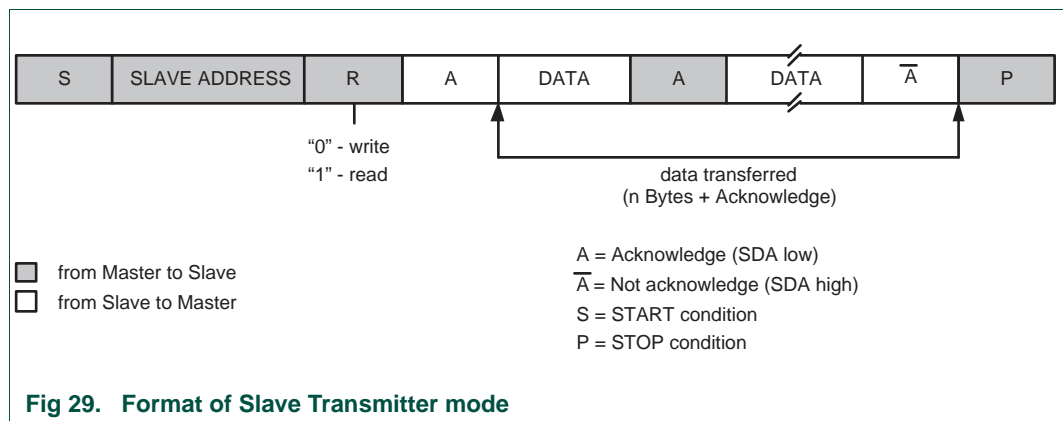 S SLAVE ADDRESS R A DATA A DATA A̅ P
“0” - write
“1” - read
data transferred
(n Bytes + Acknowledge)
from Master to Slave
from Slave to Master
A = Acknowledge (SDA low)
A̅ = Not acknowledge (SDA high)
S = START condition
P = STOP condition
Fig 29. Format of Slave Transmitter mode